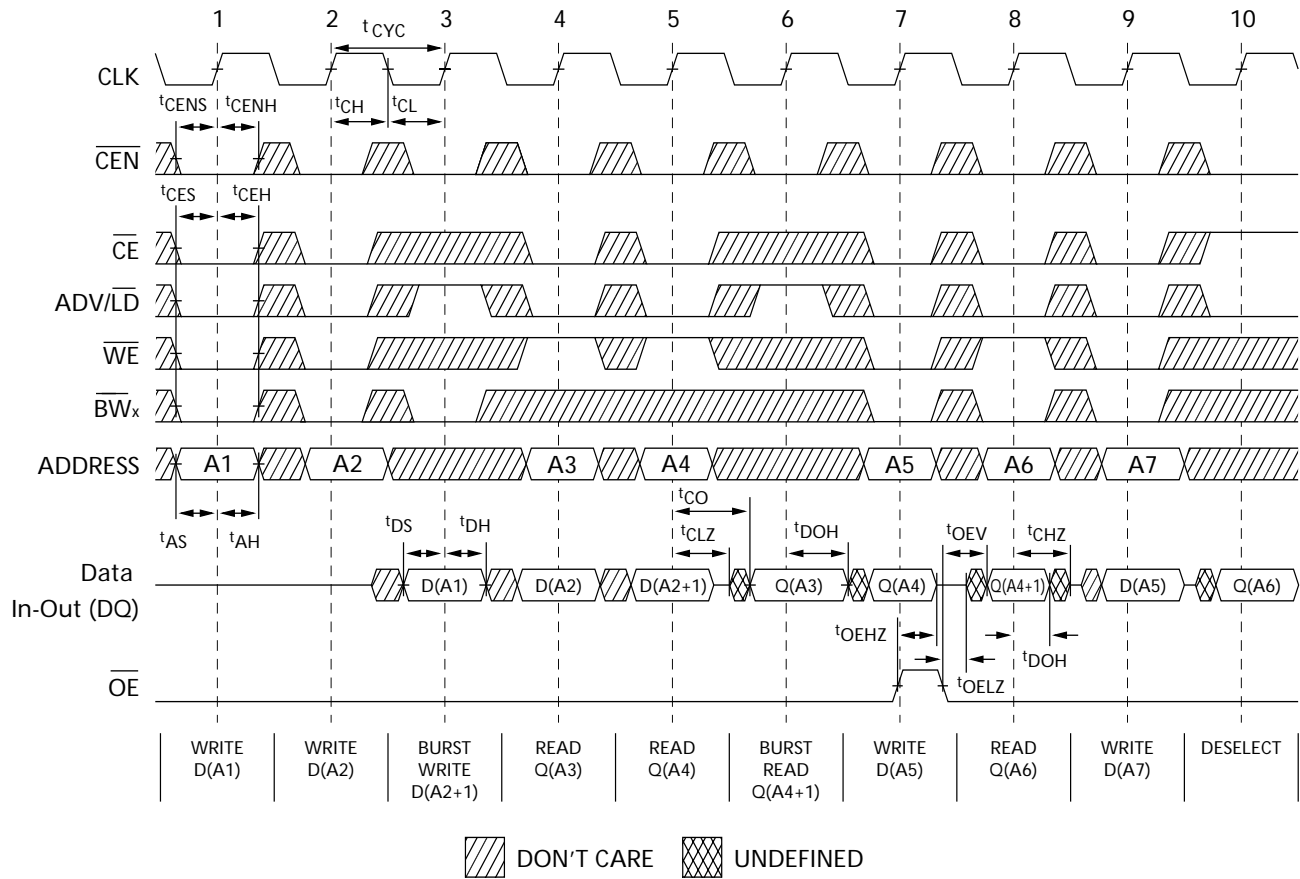 1 2 3 4 5 6 7 8 9 10
tCYC
CLK
tCENS tCENH tCH tCL
CEN
tCES tCEH
CE
ADV/LD
WE
BWx
ADDRESS A1 A2 A3 A4 A5 A6 A7
tCO
tAS tAH tDS tDH tCLZ tDOH tOEV tCHZ
Data
In-Out (DQ) D(A1) D(A2) D(A2+1) Q(A3) Q(A4) Q(A4+1) D(A5) Q(A6)
tOEHZ tDOH
tOELZ
OE
WRITE
D(A1)
WRITE
D(A2)
BURST
WRITE
D(A2+1)
READ
Q(A3)
READ
Q(A4)
BURST
READ
Q(A4+1)
WRITE
D(A5)
READ
Q(A6)
WRITE
D(A7)
DESELECT
DON'T CARE UNDEFINED